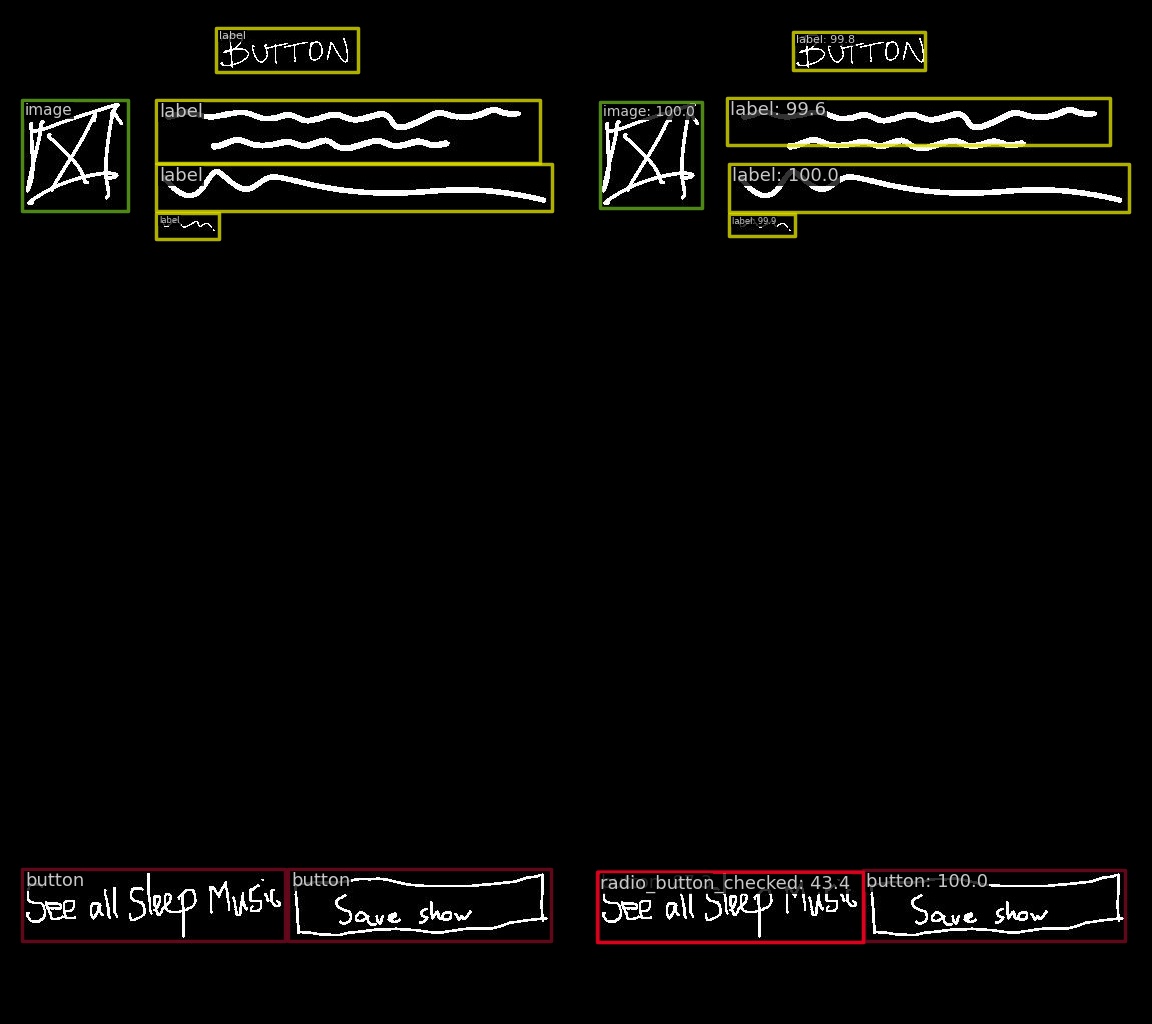 label
BUTTON
label: 99.8
BUTTON
image
label
image: 100.0
label: 99.6
label
label: 100.0
label
label: 99.9
button
See all Sleep Music
button
Save show
radio_button_checked: 43.4
See all Sleep Music
button: 100.0
Save show